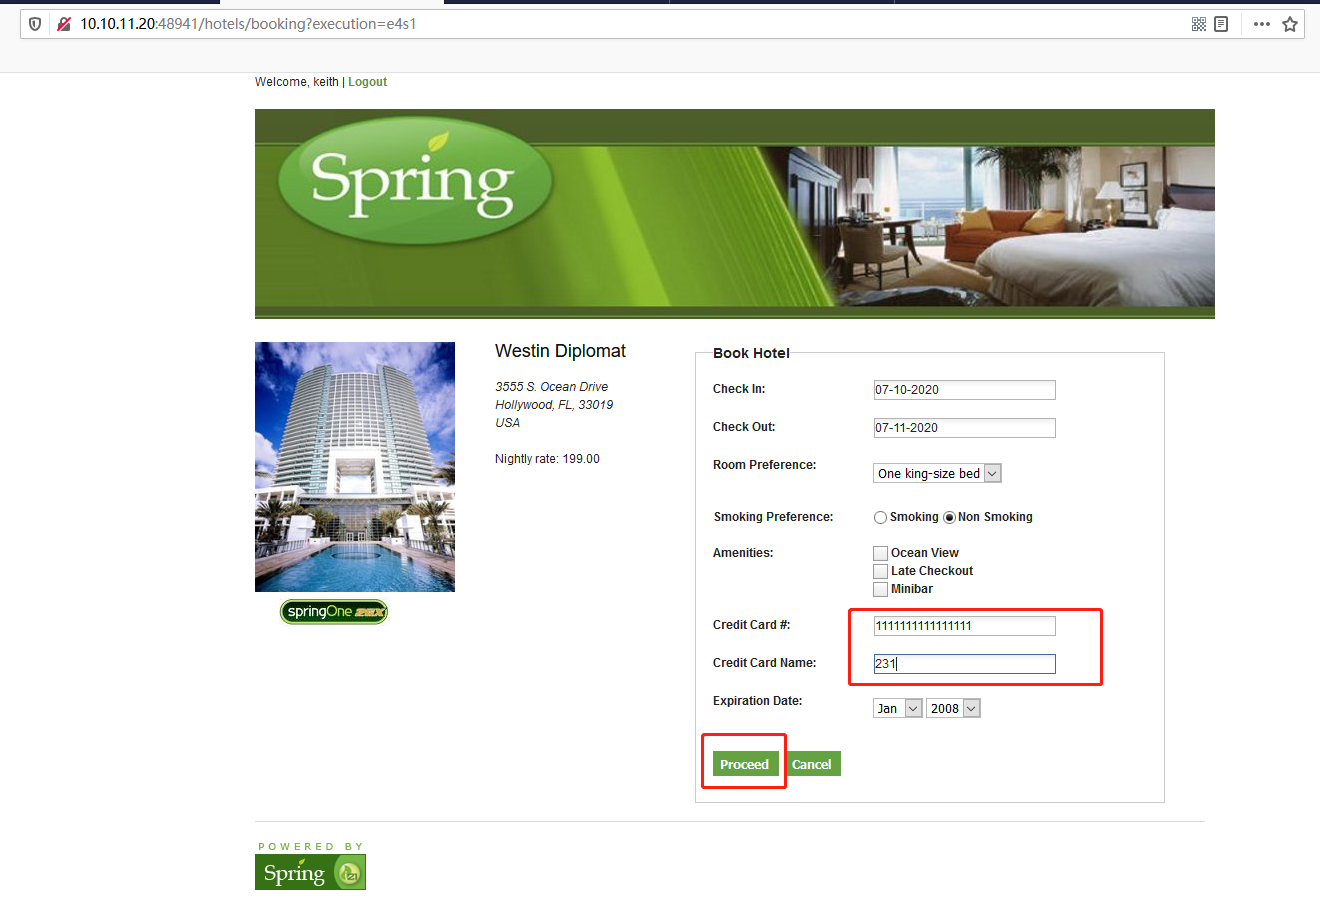 10.10.11.20:48941/hotels/booking?execution=e4s1
Welcome, keith | Logout
Spring
Westin Diplomat
3555 S. Ocean Drive
Hollywood, FL, 33019
USA
Nightly rate: 199.00
springOne 2GX
Book Hotel
Check In: 07-10-2020
Check Out: 07-11-2020
Room Preference: One king-size bed
Smoking Preference: Smoking Non Smoking
Amenities: Ocean View
Late Checkout
Minibar
Credit Card #: 1111111111111111
Credit Card Name: 231
Expiration Date: Jan 2008
Proceed Cancel
POWERED BY
Spring